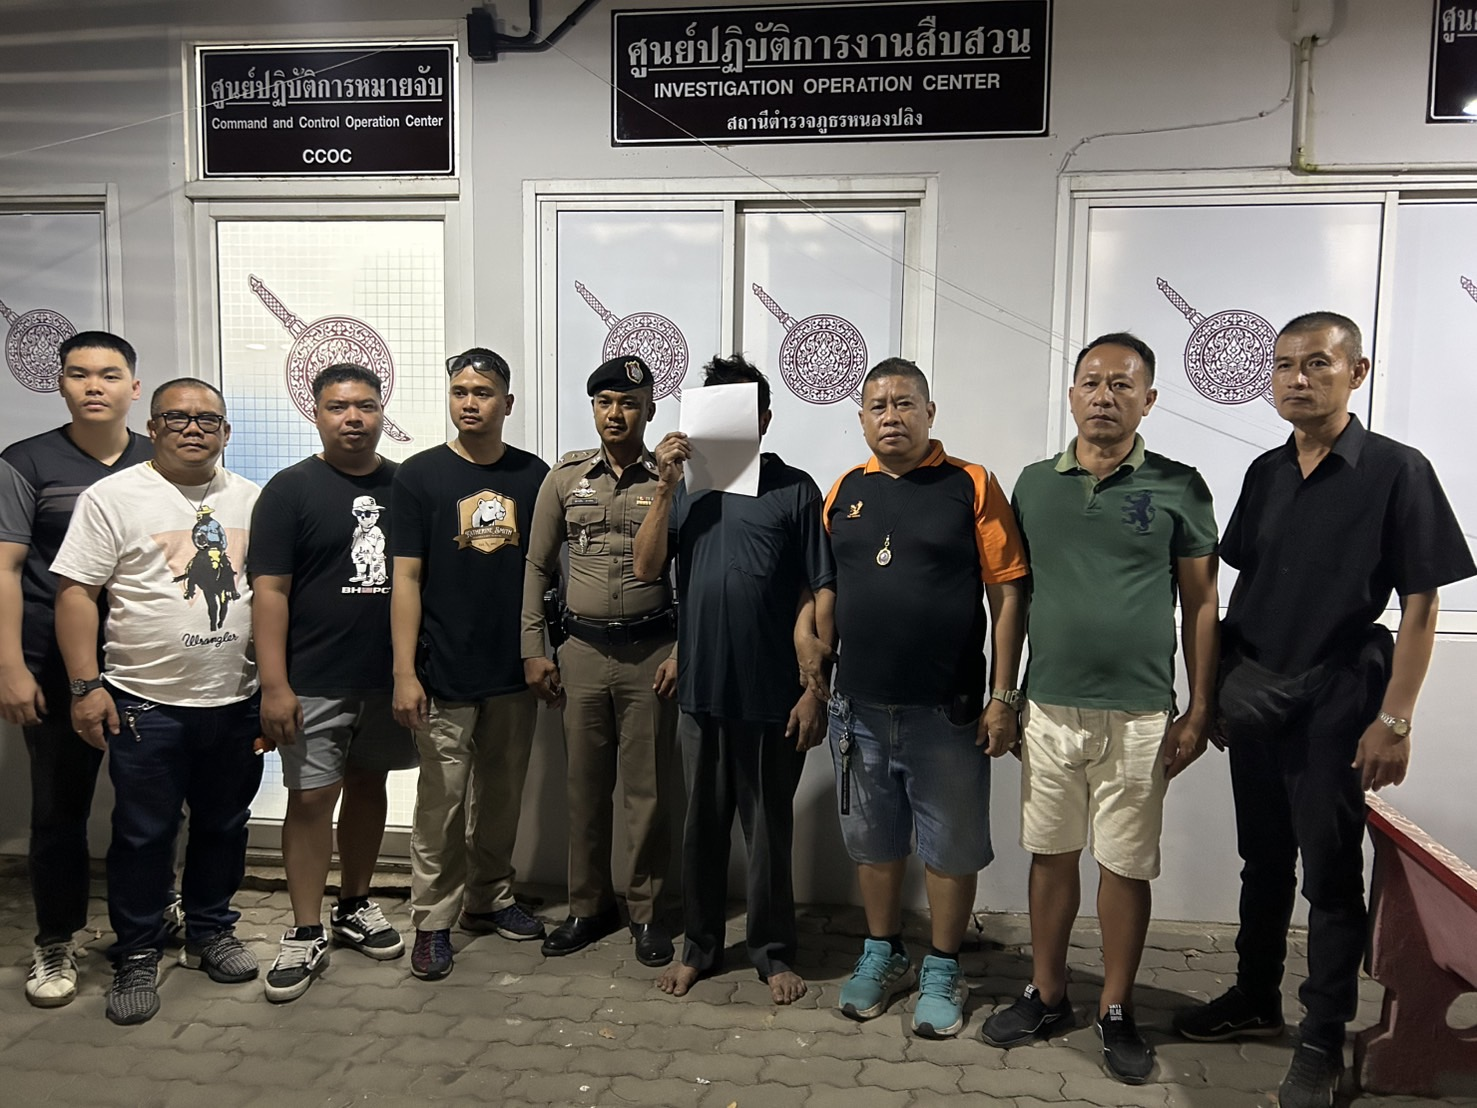 ศูนย์ปฏิบัติการหมายจับ
Command and Control Operation Center
CCOC
ศูนย์ปฏิบัติการงานสืบสวน
INVESTIGATION OPERATION CENTER
สถานีตำรวจภูธรหนองปลิง
Wrangler
KATHERINE SMITH